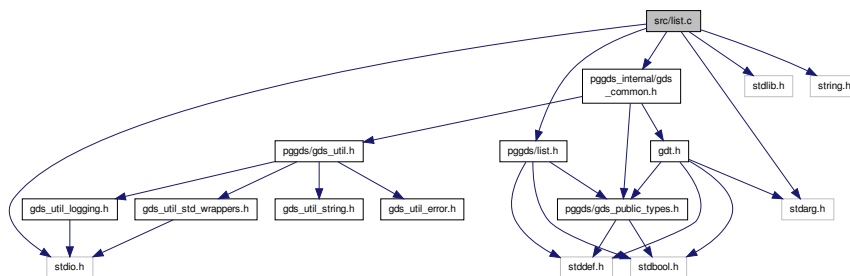 src/list.c
pggds_internal/gds
_common.h
stdlib.h
string.h
pggds/gds_util.h
pggds/list.h
gdt.h
gds_util_logging.h
gds_util_std_wrappers.h
gds_util_string.h
gds_util_error.h
pggds/gds_public_types.h
stdarg.h
stdio.h
stddef.h
stdbool.h